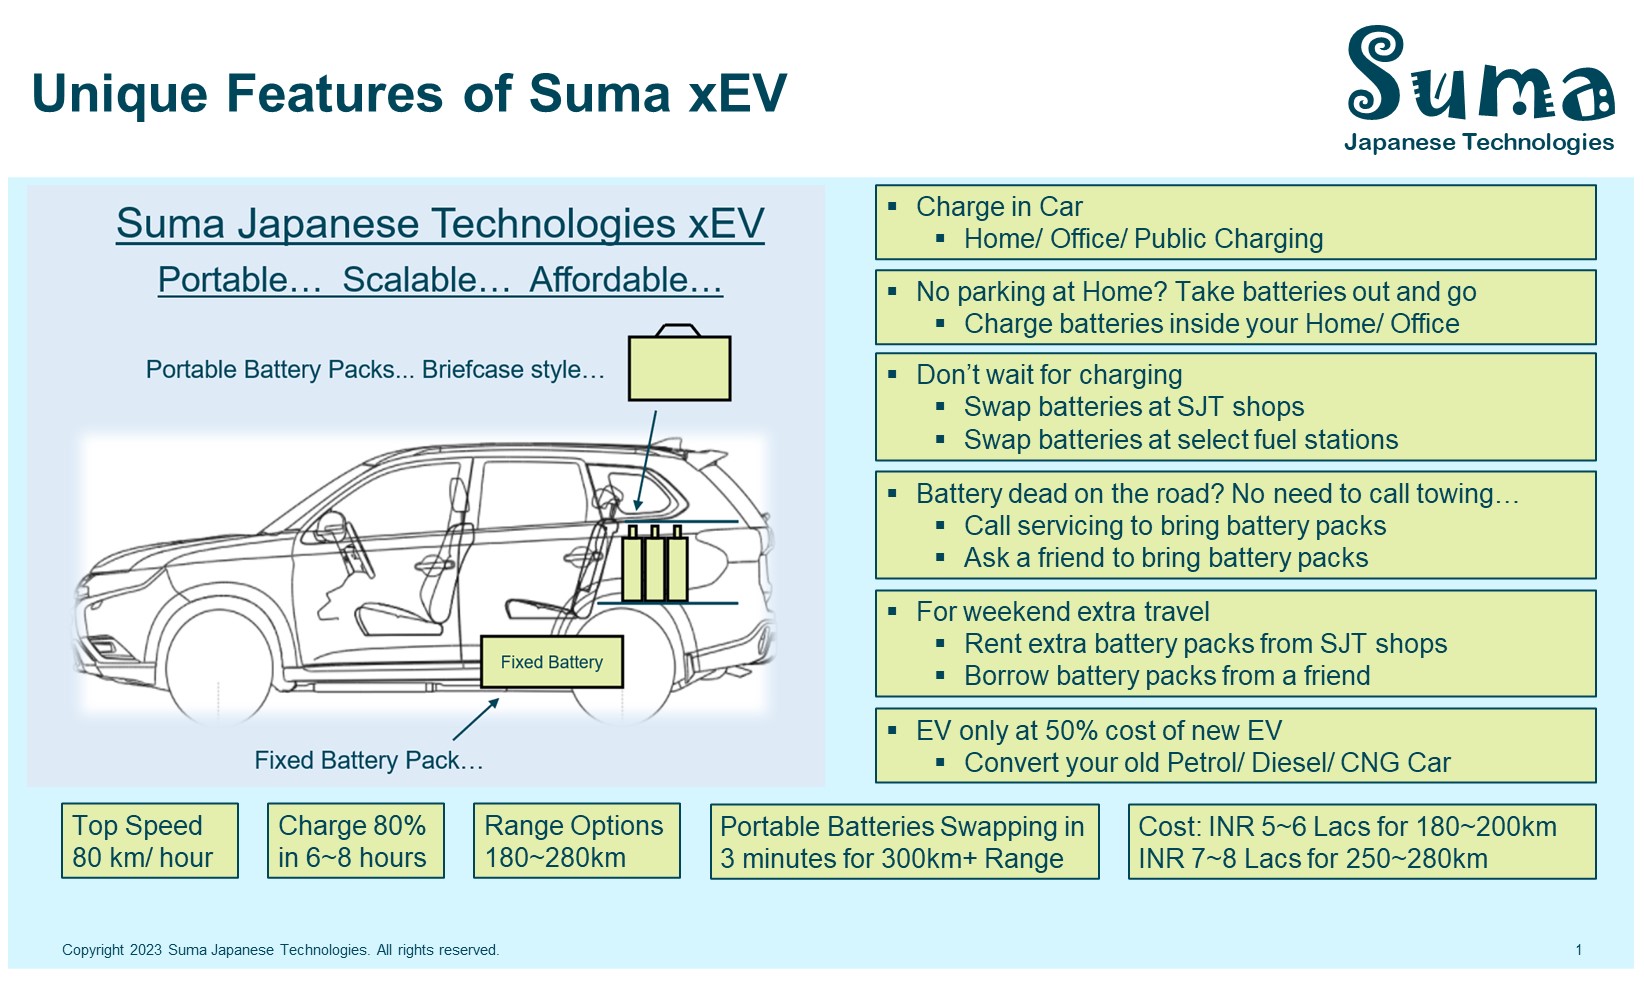 Unique Features of Suma xEV
Suma
Japanese Technologies
Suma Japanese Technologies xEV
Portable… Scalable… Affordable…
Portable Battery Packs... Briefcase style…
Fixed Battery
Fixed Battery Pack…
▪ Charge in Car
▪ Home/ Office/ Public Charging
▪ No parking at Home? Take batteries out and go
▪ Charge batteries inside your Home/ Office
▪ Don’t wait for charging
▪ Swap batteries at SJT shops
▪ Swap batteries at select fuel stations
▪ Battery dead on the road? No need to call towing…
▪ Call servicing to bring battery packs
▪ Ask a friend to bring battery packs
▪ For weekend extra travel
▪ Rent extra battery packs from SJT shops
▪ Borrow battery packs from a friend
▪ EV only at 50% cost of new EV
▪ Convert your old Petrol/ Diesel/ CNG Car
Top Speed
80 km/ hour
Charge 80%
in 6~8 hours
Range Options
180~280km
Portable Batteries Swapping in
3 minutes for 300km+ Range
Cost: INR 5~6 Lacs for 180~200km
INR 7~8 Lacs for 250~280km
Copyright 2023 Suma Japanese Technologies. All rights reserved.
1